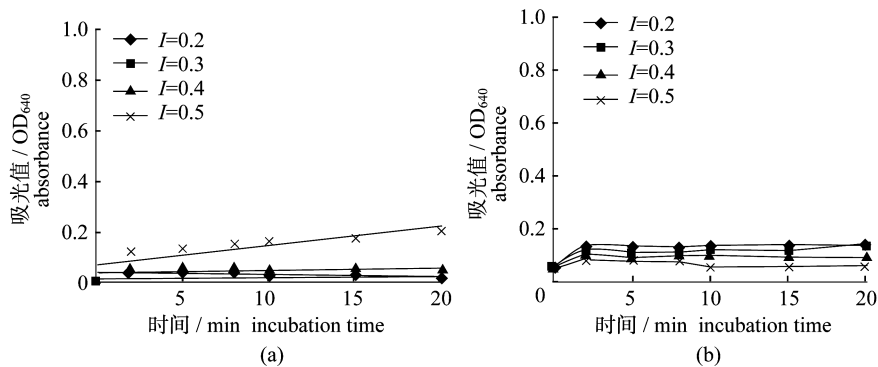 1.0
0.8
0.6
0.4
0.2
0
吸光值 / OD640
absorbance
I=0.2
I=0.3
I=0.4
I=0.5
5
10
15
20
时间 / min incubation time
(a)
1.0
0.8
0.6
0.4
0.2
0
吸光值 / OD640
absorbance
I=0.2
I=0.3
I=0.4
I=0.5
5
10
15
20
时间 / min incubation time
(b)